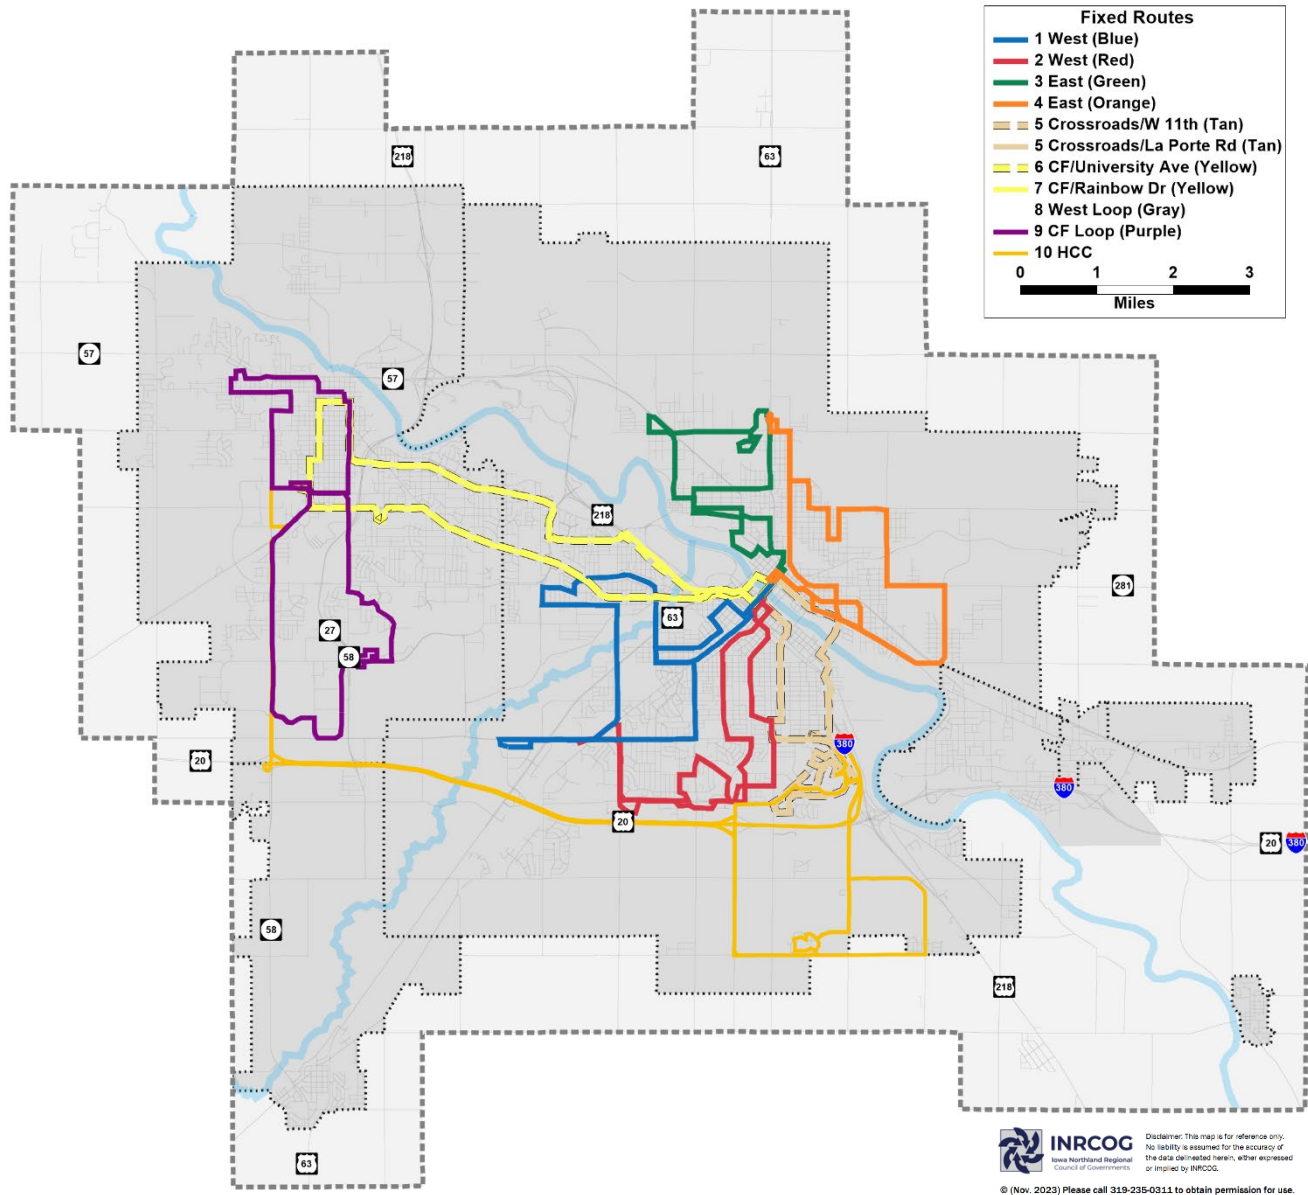 Fixed Routes
1 West (Blue)
2 West (Red)
3 East (Green)
4 East (Orange)
5 Crossroads/W 11th (Tan)
5 Crossroads/La Porte Rd (Tan)
6 CF/University Ave (Yellow)
7 CF/Rainbow Dr (Yellow)
8 West Loop (Gray)
9 CF Loop (Purple)
10 HCC
0 1 2 3
Miles
218
63
57
57
218
281
63
27
58
380
20
380
20
20
380
58
218
63
INRCOG
Iowa Northland Regional
Council of Governments
Disclaimer: This map is for reference only.
No liability is assumed for the accuracy of
the data delineated herein, either expressed
or implied by INRCOG.
© (Nov. 2023) Please call 319-235-0311 to obtain permission for use.